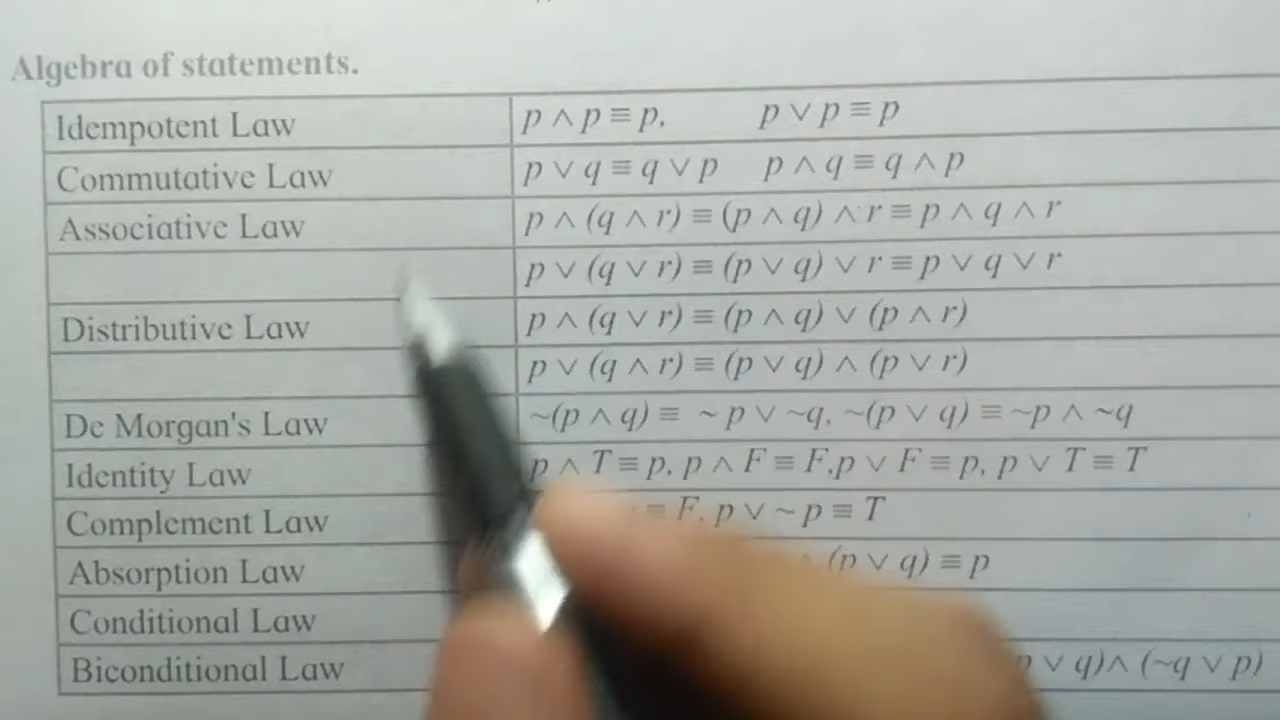 Algebra of statements.
Idempotent Law p ∧ p ≡ p, p ∨ p ≡ p
Commutative Law p ∨ q ≡ q ∨ p p ∧ q ≡ q ∧ p
Associative Law p ∧ (q ∧ r) ≡ (p ∧ q) ∧ r ≡ p ∧ q ∧ r
p ∨ (q ∨ r) ≡ (p ∨ q) ∨ r ≡ p ∨ q ∨ r
Distributive Law p ∧ (q ∨ r) ≡ (p ∧ q) ∨ (p ∧ r)
p ∨ (q ∧ r) ≡ (p ∨ q) ∧ (p ∨ r)
De Morgan's Law ~(p ∧ q) ≡ ~ p ∨ ~q, ~(p ∨ q) ≡ ~p ∧ ~q
Identity Law p ∧ T ≡ p, p ∧ F ≡ F, p ∨ F ≡ p, p ∨ T ≡ T
Complement Law ≡ F, p ∨ ~ p ≡ T
Absorption Law (p ∨ q) ≡ p
Conditional Law
Biconditional Law ∨ q) ∧ (~q ∨ p)